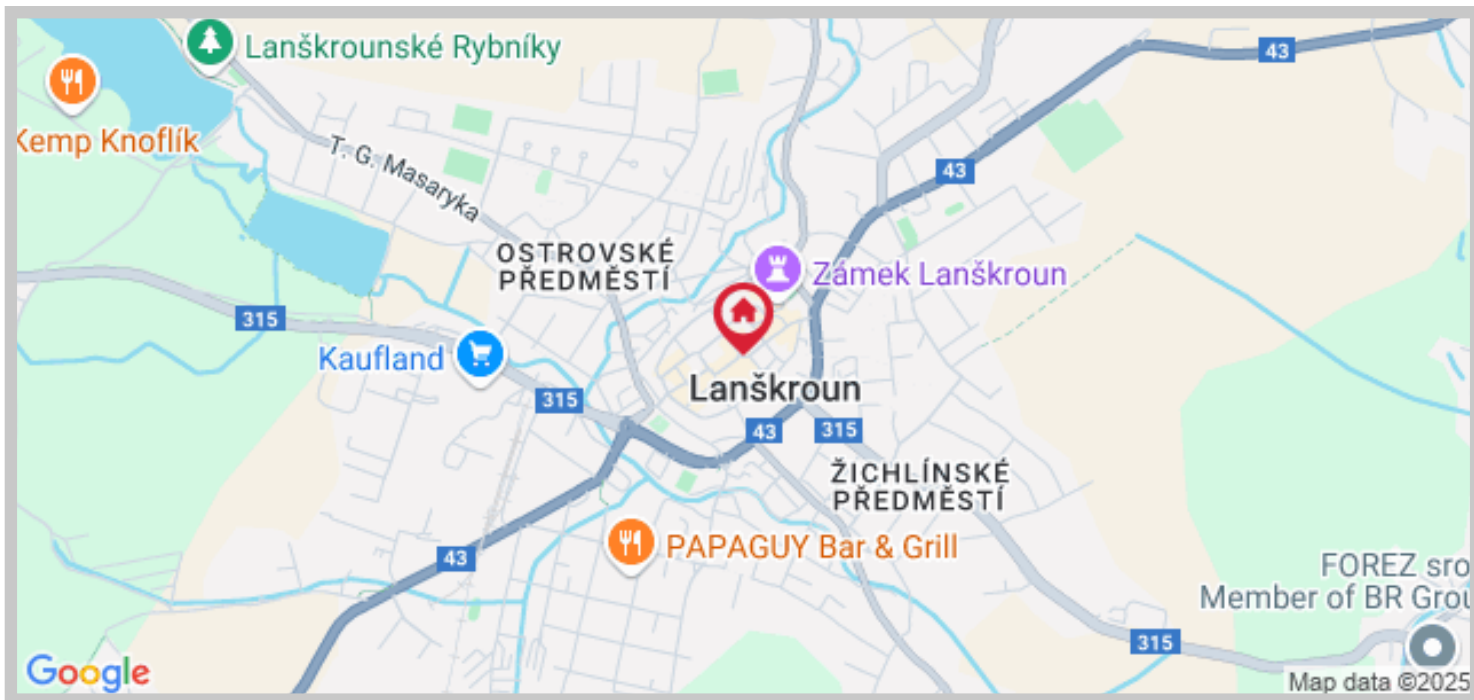 43
Lanškrounské Rybníky
Kemp Knoflík
T. G. Masaryka
43
OSTROVSKÉ
PŘEDMĚSTÍ
Zámek Lanškroun
315
Kaufland
Lanškroun
315
43
315
ŽICHLÍNSKÉ
PŘEDMĚSTÍ
PAPAGUY Bar & Grill
43
FOREZ sro
Member of BR Grou
315
Google
Map data ©2025